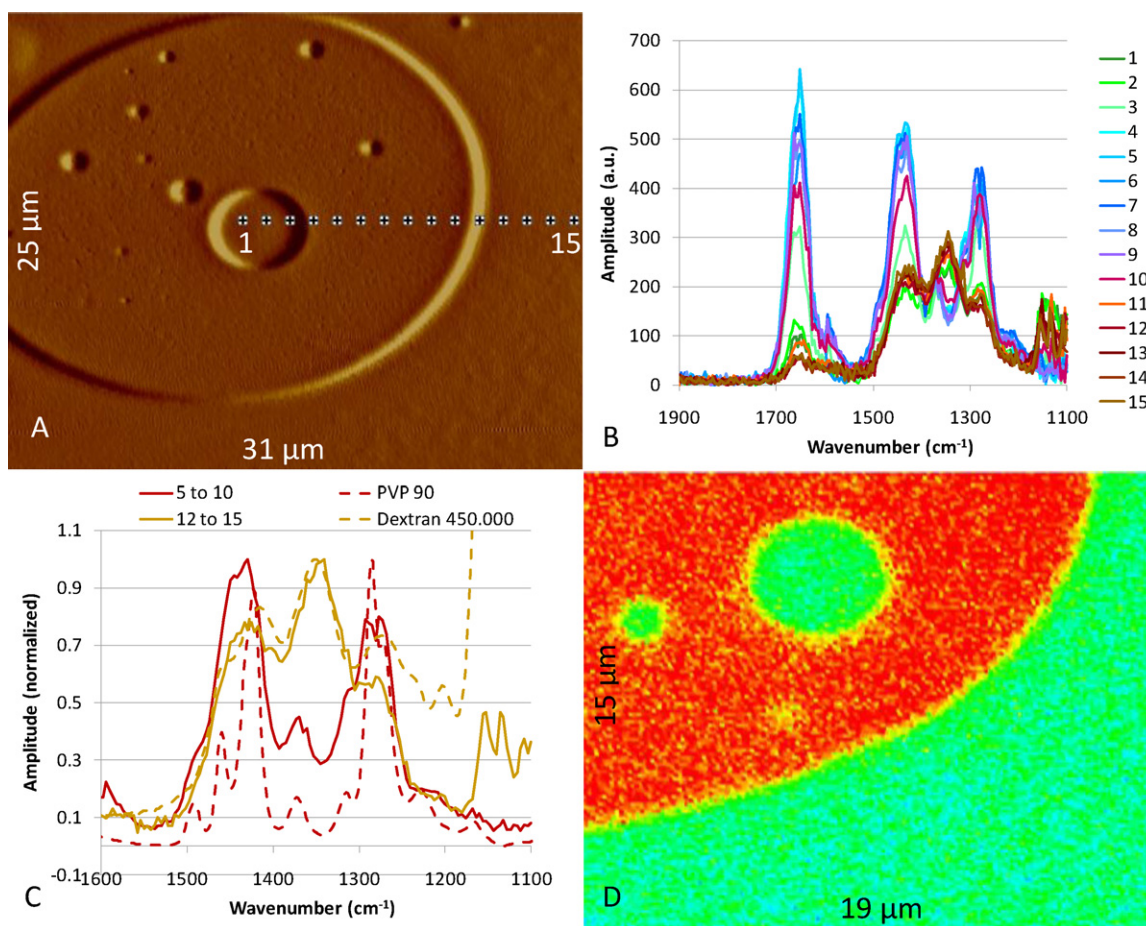 25 µm
1
15
A
31 µm
700
600
500
400
300
200
100
0
Amplitude (a.u.)
1900
1700
1500
1300
1100
Wavenumber (cm⁻¹)
B
1
2
3
4
5
6
7
8
9
10
11
12
13
14
15
5 to 10
PVP 90
12 to 15
Dextran 450.000
1.1
0.9
0.7
0.5
0.3
0.1
-0.1
Amplitude (normalized)
1600
1500
1400
1300
1200
1100
C
Wavenumber (cm⁻¹)
15 µm
D
19 µm